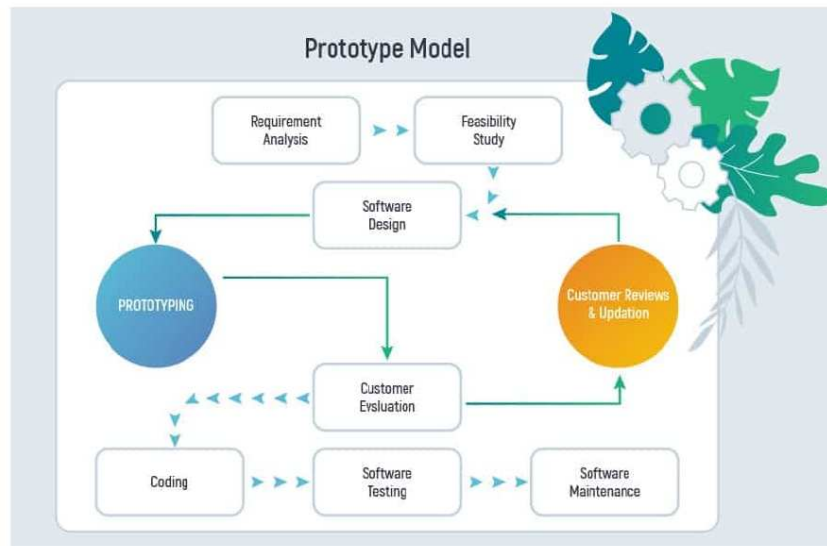 Prototype Model
Requirement
Analysis
Feasibility
Study
Software
Design
PROTOTYPING
Customer Reviews
& Updation
Customer
Evsluation
Coding
Software
Testing
Software
Maintenance